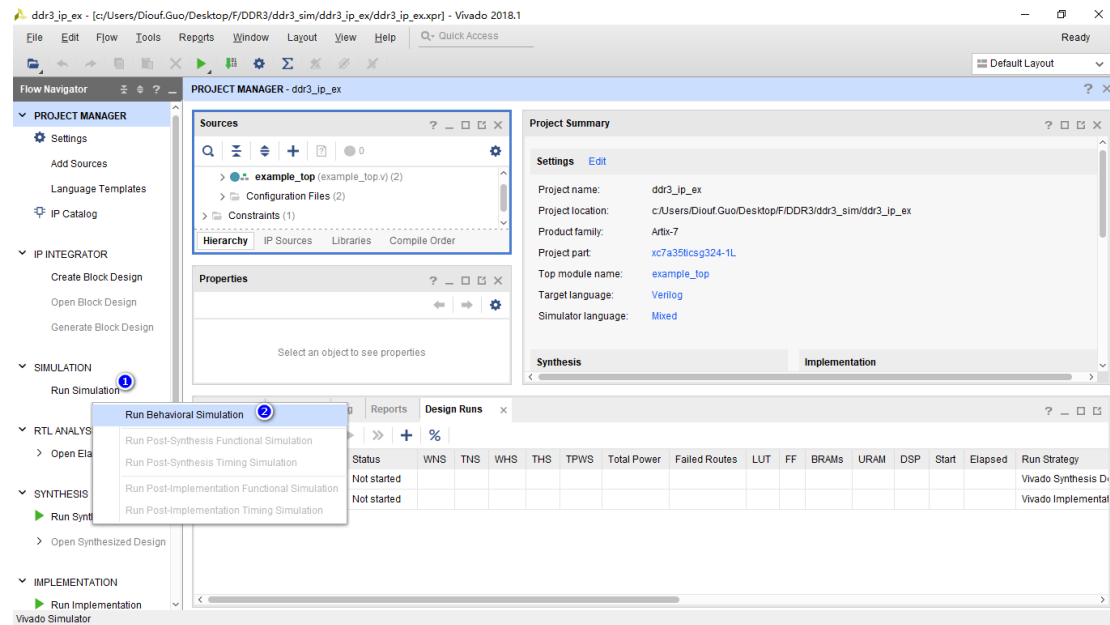 ddr3_ip_ex - [c:/Users/Diouf.Guo/Desktop/F/DDR3/ddr3_sim/ddr3_ip_ex/ddr3_ip_ex.xpr] - Vivado 2018.1
File Edit Flow Tools Reports Window Layout View Help Quick Access Ready
Default Layout
Flow Navigator
PROJECT MANAGER - ddr3_ip_ex
PROJECT MANAGER
Settings
Add Sources
Language Templates
IP Catalog
IP INTEGRATOR
Create Block Design
Open Block Design
Generate Block Design
SIMULATION
Run Simulation 1
Run Behavioral Simulation 2
Run Post-Synthesis Functional Simulation
Run Post-Synthesis Timing Simulation
Run Post-Implementation Functional Simulation
Run Post-Implementation Timing Simulation
RTL ANALYS
Open Ela
SYNTHESIS
Run Synt
Open Synthesized Design
IMPLEMENTATION
Run Implementation
Sources
0
example_top (example_top.v) (2)
Configuration Files (2)
Constraints (1)
Hierarchy IP Sources Libraries Compile Order
Properties
Select an object to see properties
Project Summary
Settings Edit
Project name: ddr3_ip_ex
Project location: c:/Users/Diouf.Guo/Desktop/F/DDR3/ddr3_sim/ddr3_ip_ex
Product family: Artix-7
Project part: xc7a35ticsg324-1L
Top module name: example_top
Target language: Verilog
Simulator language: Mixed
Synthesis Implementation
Reports Design Runs
Status WNS TNS WHS THS TPWS Total Power Failed Routes LUT FF BRAMs URAM DSP Start Elapsed Run Strategy
Not started Vivado Synthesis D
Not started Vivado Implementat
Vivado Simulator